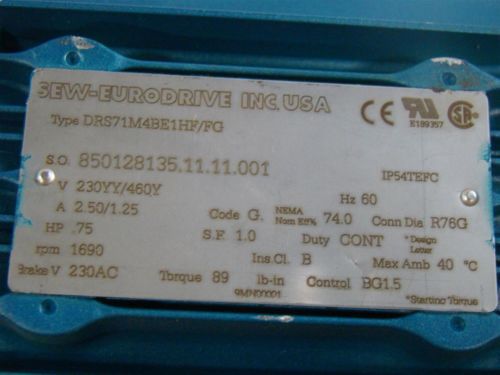 SEW-EURODRIVE INC. USA
Type DRS71M4BE1HF/FG
E189357
S.O. 850128135.11.11.001
IP54TEFC
V 230YY/460Y
Hz 60
A 2.50/1.25
Code G.
NEMA Nom Eff% 74.0
Conn Dia R76G
HP .75
S.F. 1.0
Duty CONT
*Design Letter
rpm 1690
Ins.Cl. B
Max Amb 40 °C
Brake V 230AC
Torque 89 lb-in
Control BG1.5
9MN00001
*Starting Torque